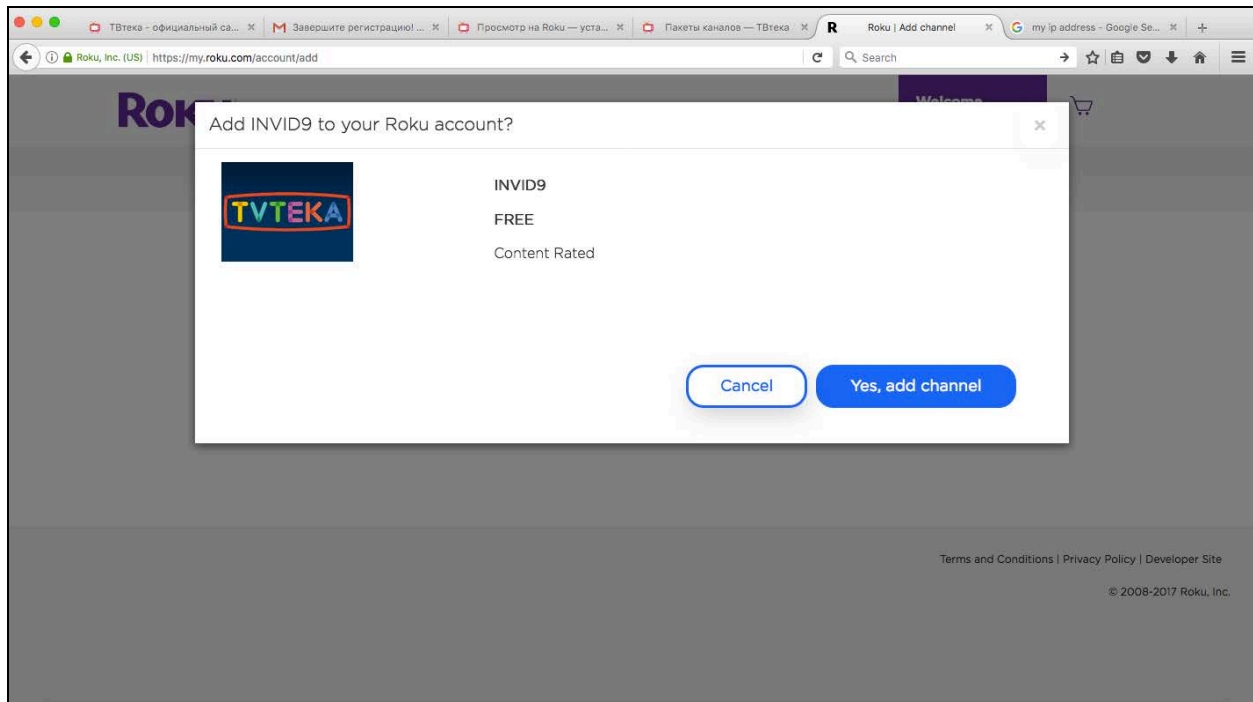 ТВтека - официальный са...
Завершите регистрацию! ...
Просмотр на Roku — уста...
Пакеты каналов — ТВтека
R Roku | Add channel
G my ip address - Google Se...
Roku, Inc. (US) https://my.roku.com/account/add
Search
Welcome
Add INVID9 to your Roku account?
TVTEKA
INVID9
FREE
Content Rated
Cancel
Yes, add channel
Terms and Conditions | Privacy Policy | Developer Site
© 2008-2017 Roku, Inc.